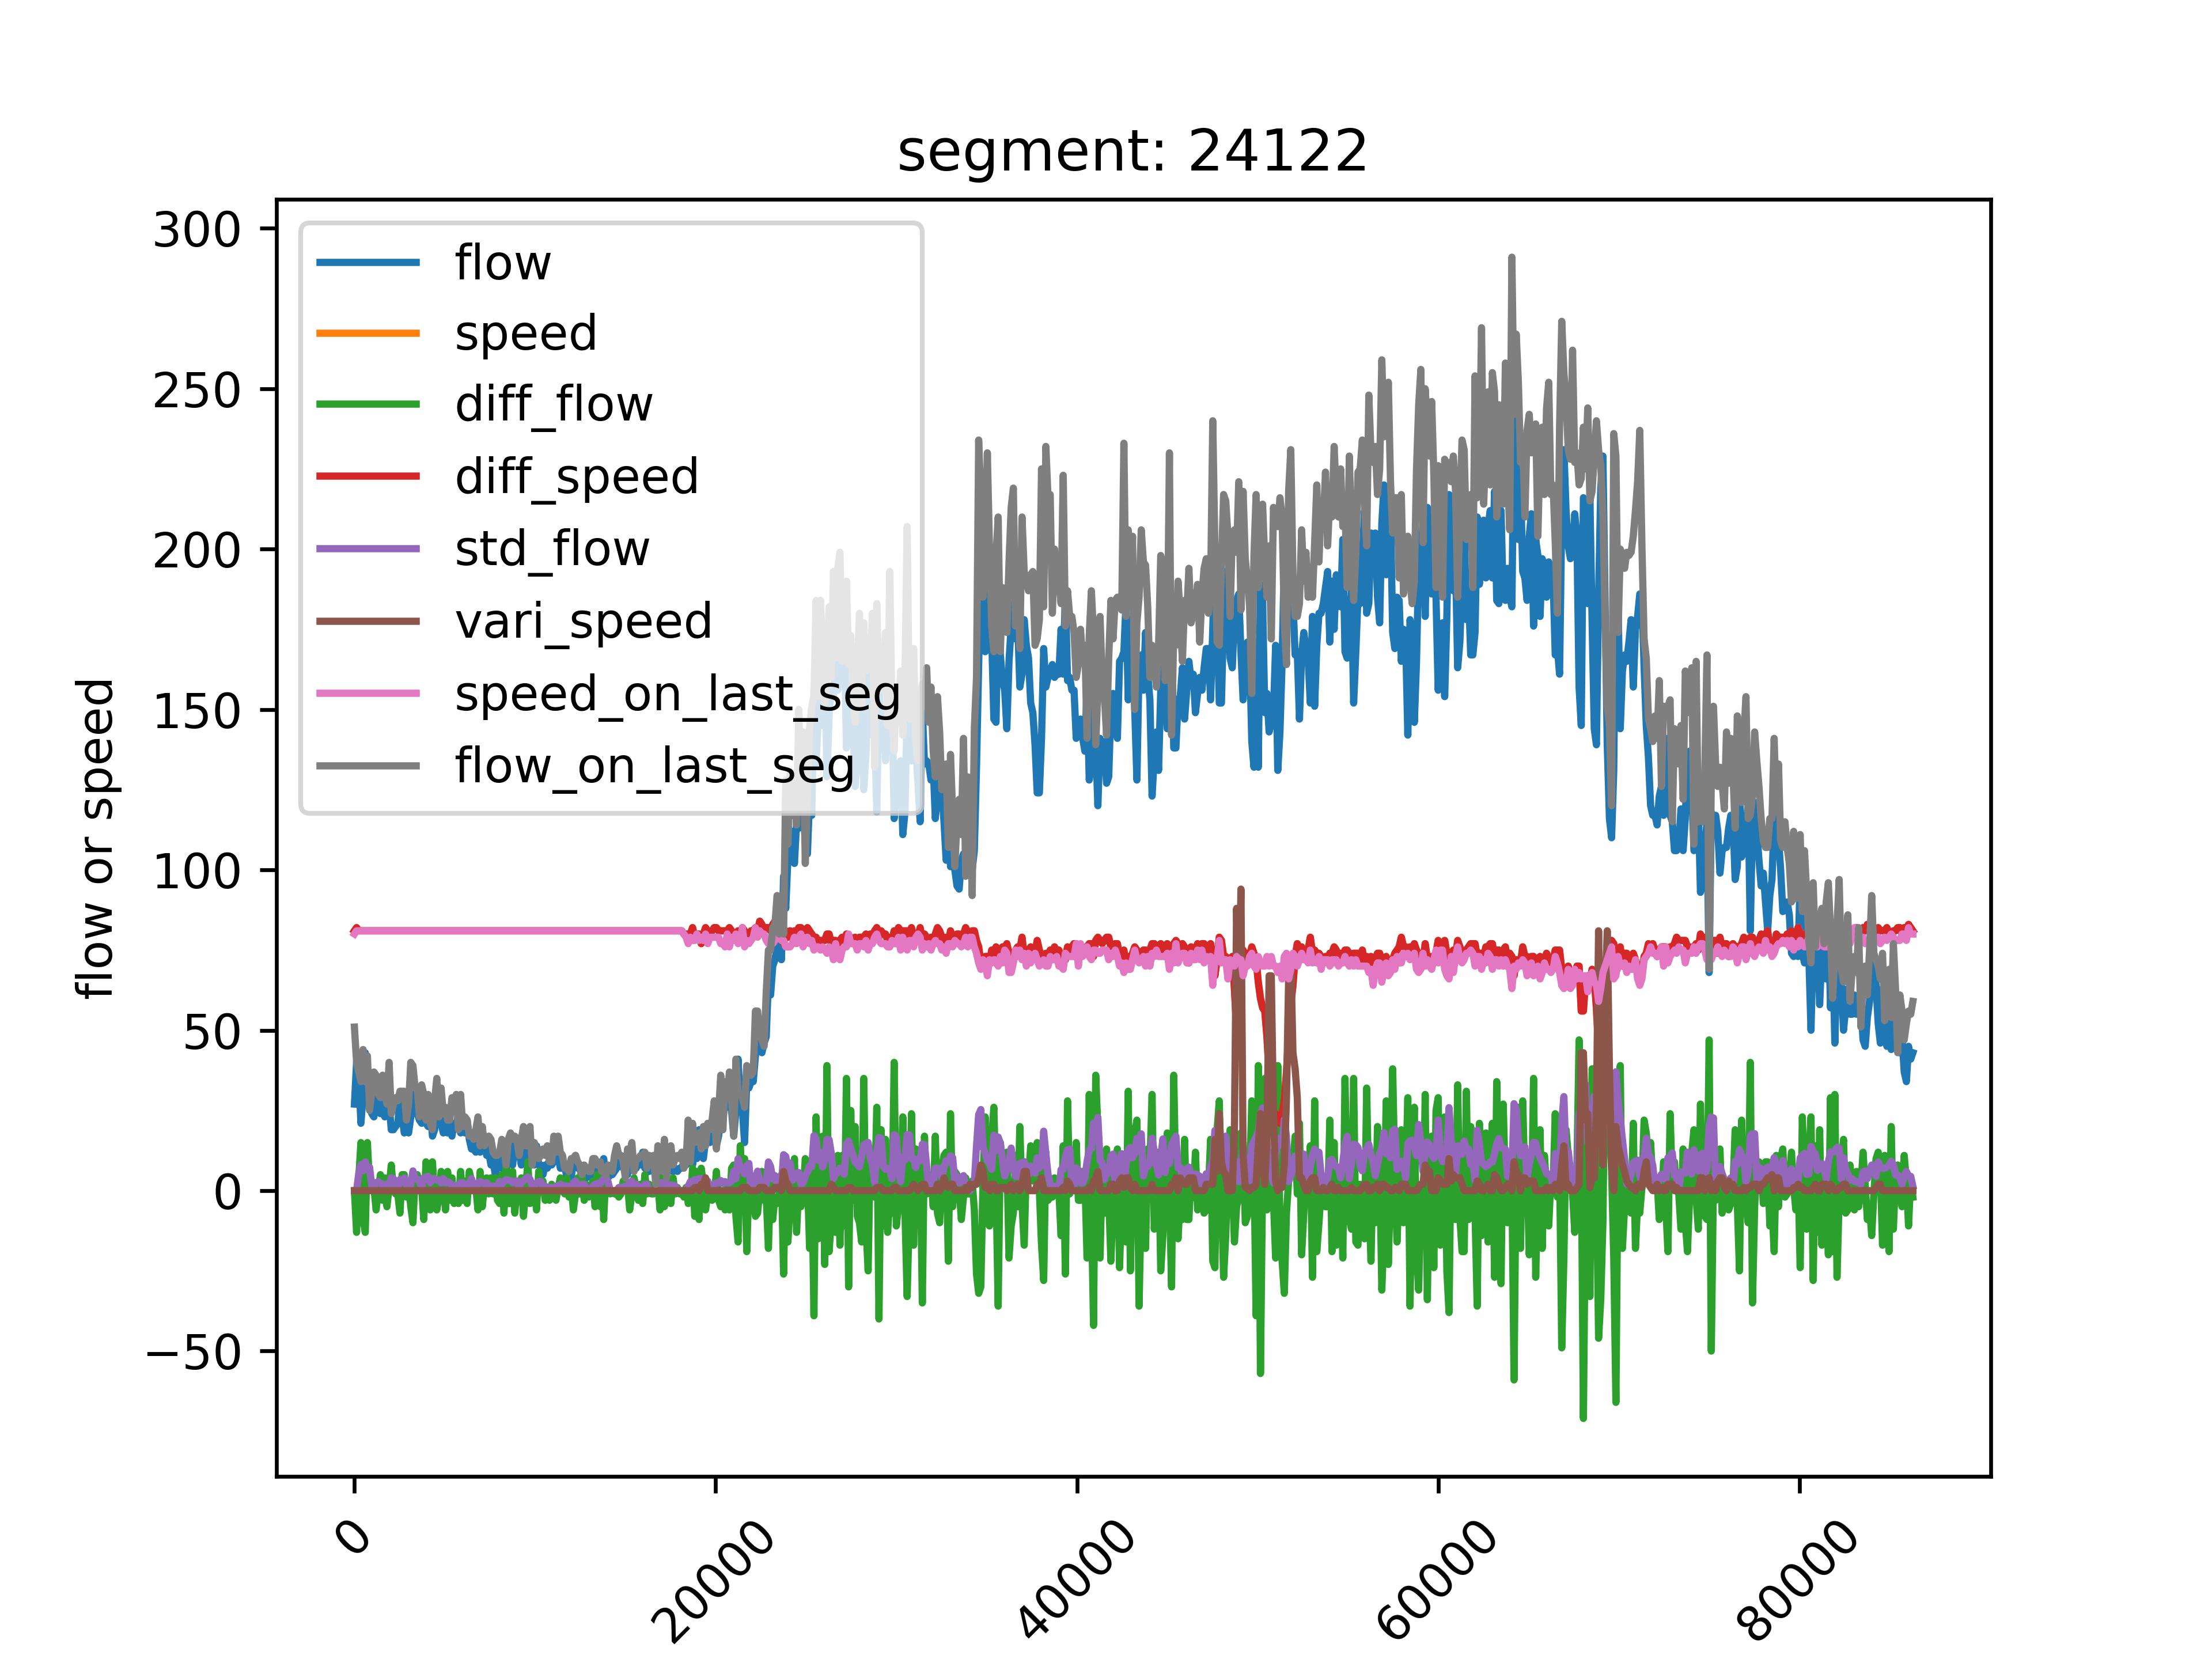 segment: 24122
300
250
200
150
100
50
0
−50
flow or speed
flow
speed
diff_flow
diff_speed
std_flow
vari_speed
speed_on_last_seg
flow_on_last_seg
0
20000
40000
60000
80000